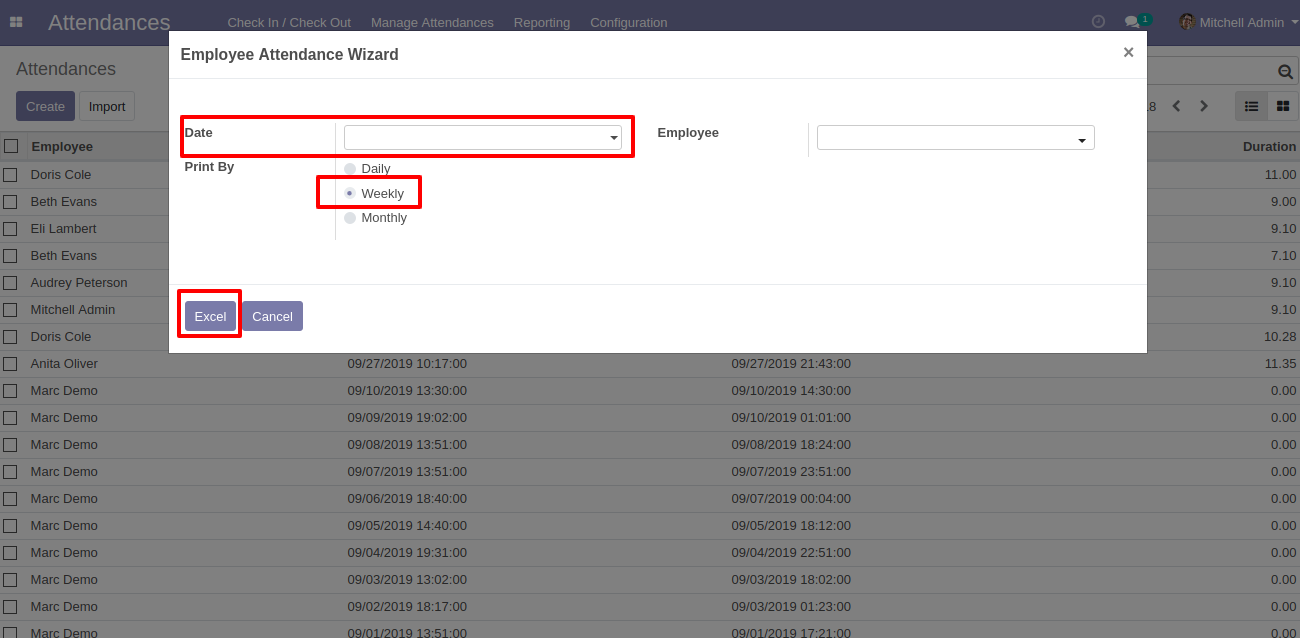 Attendances Check In / Check Out Manage Attendances Reporting Configuration 1 Mitchell Admin
Employee Attendance Wizard ×
Attendances
Create Import 8
Date Employee
Print By Daily
Weekly
Monthly
Excel Cancel
Employee Duration
Doris Cole 11.00
Beth Evans 9.00
Eli Lambert 9.10
Beth Evans 7.10
Audrey Peterson 9.10
Mitchell Admin 9.10
Doris Cole 10.28
Anita Oliver 09/27/2019 10:17:00 09/27/2019 21:43:00 11.35
Marc Demo 09/10/2019 13:30:00 09/10/2019 14:30:00 0.00
Marc Demo 09/09/2019 19:02:00 09/10/2019 01:01:00 0.00
Marc Demo 09/08/2019 13:51:00 09/08/2019 18:24:00 0.00
Marc Demo 09/07/2019 13:51:00 09/07/2019 23:51:00 0.00
Marc Demo 09/06/2019 18:40:00 09/07/2019 00:04:00 0.00
Marc Demo 09/05/2019 14:40:00 09/05/2019 18:12:00 0.00
Marc Demo 09/04/2019 19:31:00 09/04/2019 22:51:00 0.00
Marc Demo 09/03/2019 13:02:00 09/03/2019 18:02:00 0.00
Marc Demo 09/02/2019 18:17:00 09/03/2019 01:23:00 0.00
Marc Demo 09/01/2019 13:51:00 09/01/2019 17:21:00 0.00